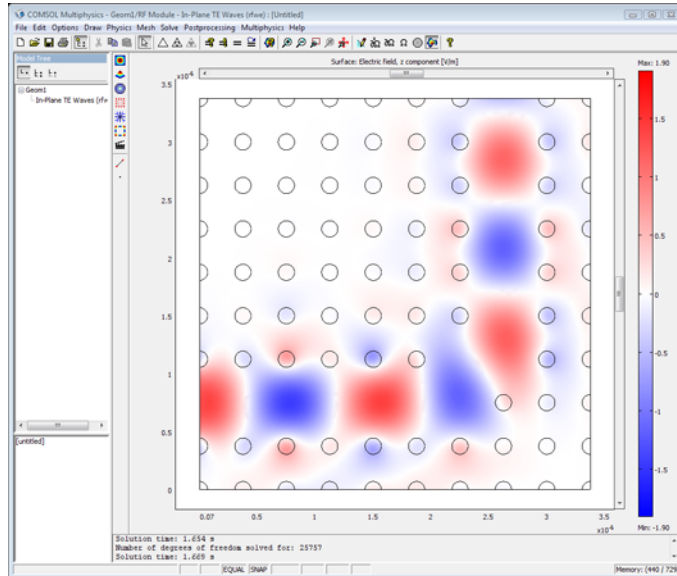 COMSOL Multiphysics - Geom1/RF Module - In-Plane TE Waves (rfwe) : [Untitled]
File Edit Options Draw Physics Mesh Solve Postprocessing Multiphysics Help
Model Tree
Geom1
In-Plane TE Waves (rfw
[untitled]
Surface: Electric field, z component [V/m]
Max: 1.90
x10⁻⁶
3.5
3
2.5
2
1.5
1
0.5
0
0.07
0.5
1
1.5
2
2.5
3
3.5
x10⁻⁶
1.5
1
0.5
0
-0.5
-1
-1.5
Min: -1.90
Solution time: 1.654 s
Number of degrees of freedom solved for: 25757
Solution time: 1.669 s
EQUAL SNAP
Memory: (440 / 729